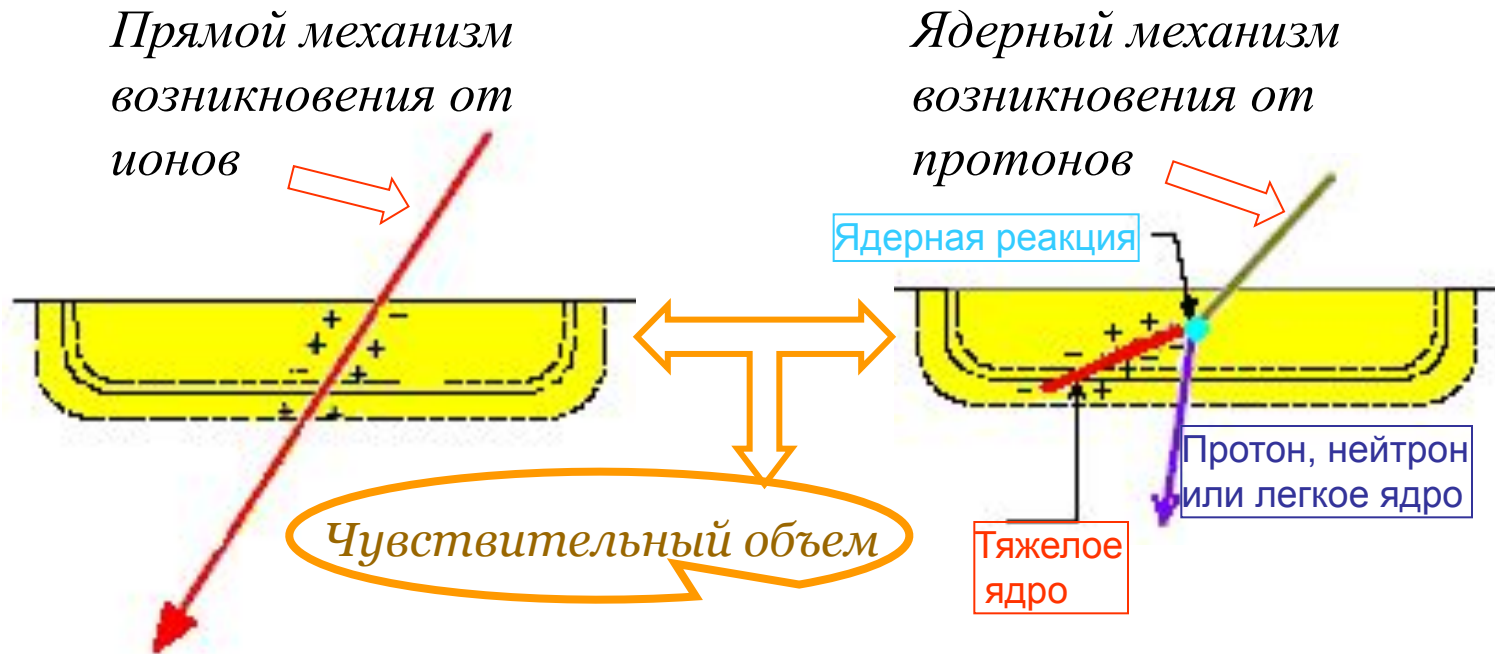 Прямой механизм
возникновения от
ионов
Ядерный механизм
возникновения от
протонов
Ядерная реакция
Протон, нейтрон
или легкое ядро
Чувствительный объем
Тяжелое
ядро